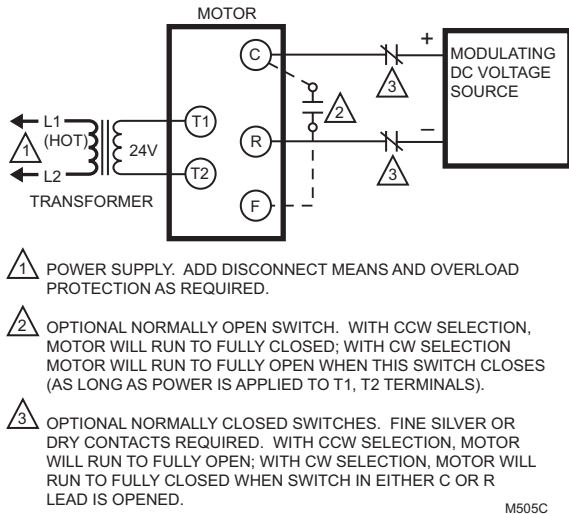 MOTOR
C
+
MODULATING
DC VOLTAGE
SOURCE
3
2
L1
(HOT)
1
24V
T1
R
–
3
L2
T2
TRANSFORMER
F
1 POWER SUPPLY. ADD DISCONNECT MEANS AND OVERLOAD
PROTECTION AS REQUIRED.
2 OPTIONAL NORMALLY OPEN SWITCH. WITH CCW SELECTION,
MOTOR WILL RUN TO FULLY CLOSED; WITH CW SELECTION
MOTOR WILL RUN TO FULLY OPEN WHEN THIS SWITCH CLOSES
(AS LONG AS POWER IS APPLIED TO T1, T2 TERMINALS).
3 OPTIONAL NORMALLY CLOSED SWITCHES. FINE SILVER OR
DRY CONTACTS REQUIRED. WITH CCW SELECTION, MOTOR
WILL RUN TO FULLY OPEN; WITH CW SELECTION, MOTOR WILL
RUN TO FULLY CLOSED WHEN SWITCH IN EITHER C OR R
LEAD IS OPENED.
M505C